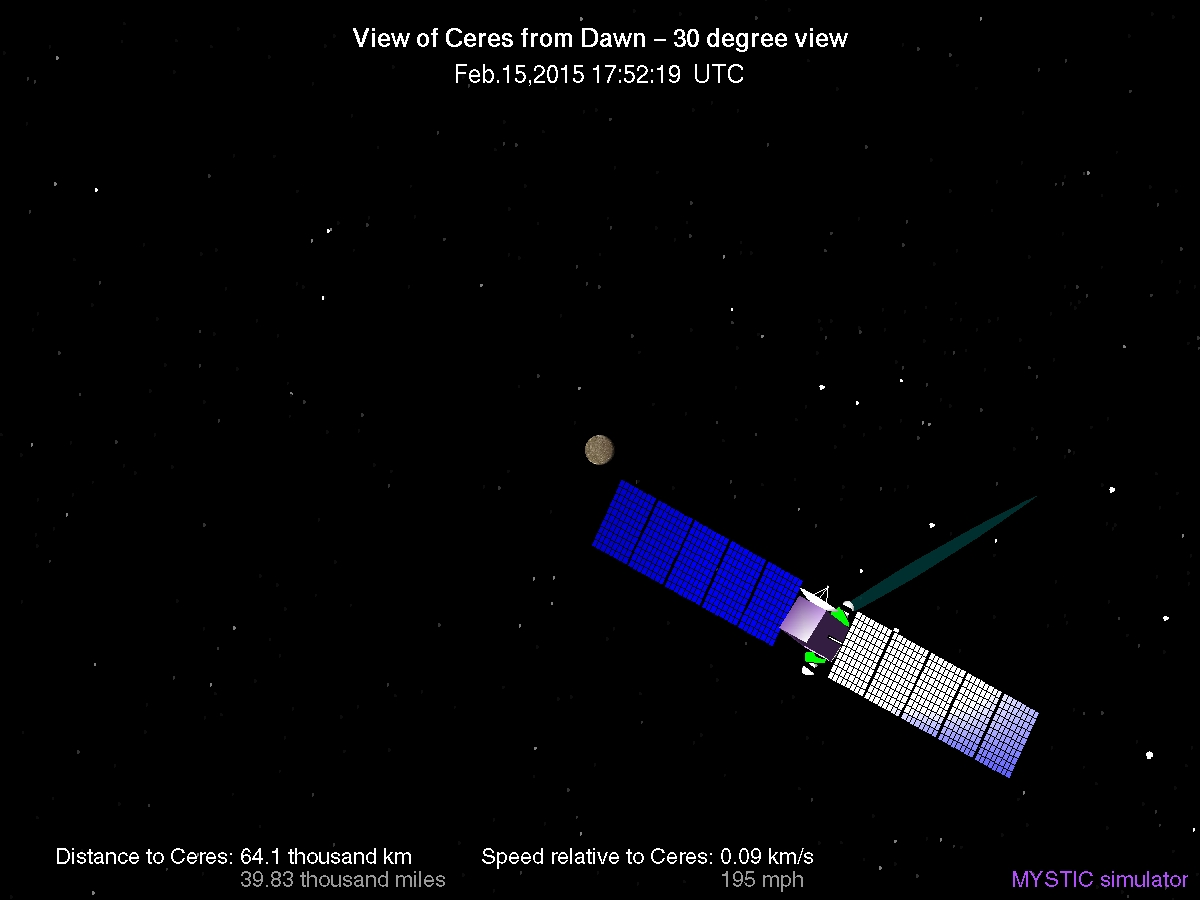 View of Ceres from Dawn – 30 degree view
Feb.15,2015 17:52:19 UTC
Distance to Ceres: 64.1 thousand km
39.83 thousand miles
Speed relative to Ceres: 0.09 km/s
195 mph
MYSTIC simulator